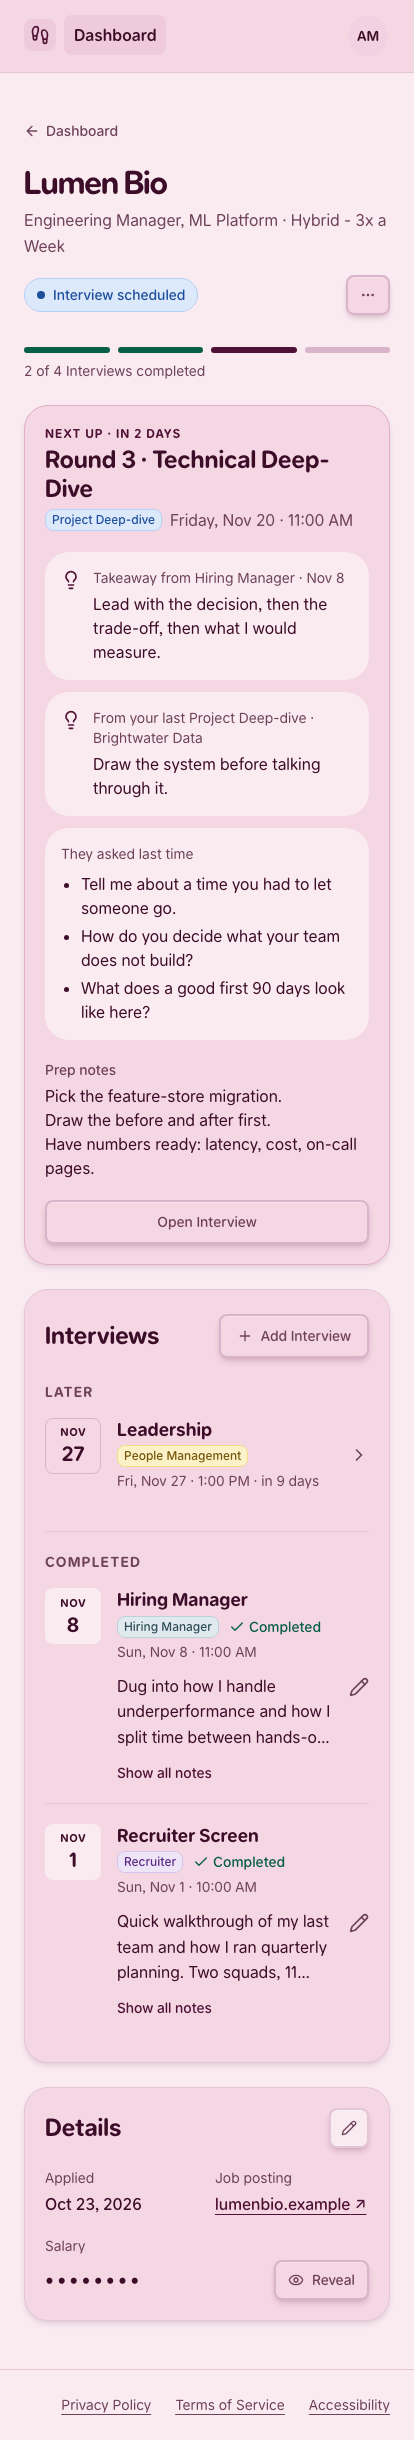 Dashboard
AM
← Dashboard
Lumen Bio
Engineering Manager, ML Platform · Hybrid - 3x a
Week
Interview scheduled
···
2 of 4 Interviews completed
NEXT UP · IN 2 DAYS
Round 3 · Technical Deep-
Dive
Project Deep-dive Friday, Nov 20 · 11:00 AM
Takeaway from Hiring Manager · Nov 8
Lead with the decision, then the
trade-off, then what I would
measure.
From your last Project Deep-dive ·
Brightwater Data
Draw the system before talking
through it.
They asked last time
• Tell me about a time you had to let
someone go.
• How do you decide what your team
does not build?
• What does a good first 90 days look
like here?
Prep notes
Pick the feature-store migration.
Draw the before and after first.
Have numbers ready: latency, cost, on-call
pages.
Open Interview
Interviews
+ Add Interview
LATER
NOV
27
Leadership
People Management
Fri, Nov 27 · 1:00 PM · in 9 days
COMPLETED
NOV
8
Hiring Manager
Hiring Manager ✓ Completed
Sun, Nov 8 · 11:00 AM
Dug into how I handle
underperformance and how I
split time between hands-o...
Show all notes
NOV
1
Recruiter Screen
Recruiter ✓ Completed
Sun, Nov 1 · 10:00 AM
Quick walkthrough of my last
team and how I ran quarterly
planning. Two squads, 11...
Show all notes
Details
Applied
Oct 23, 2026
Job posting
lumenbio.example ↗
Salary
••••••••
Reveal
Privacy Policy Terms of Service Accessibility